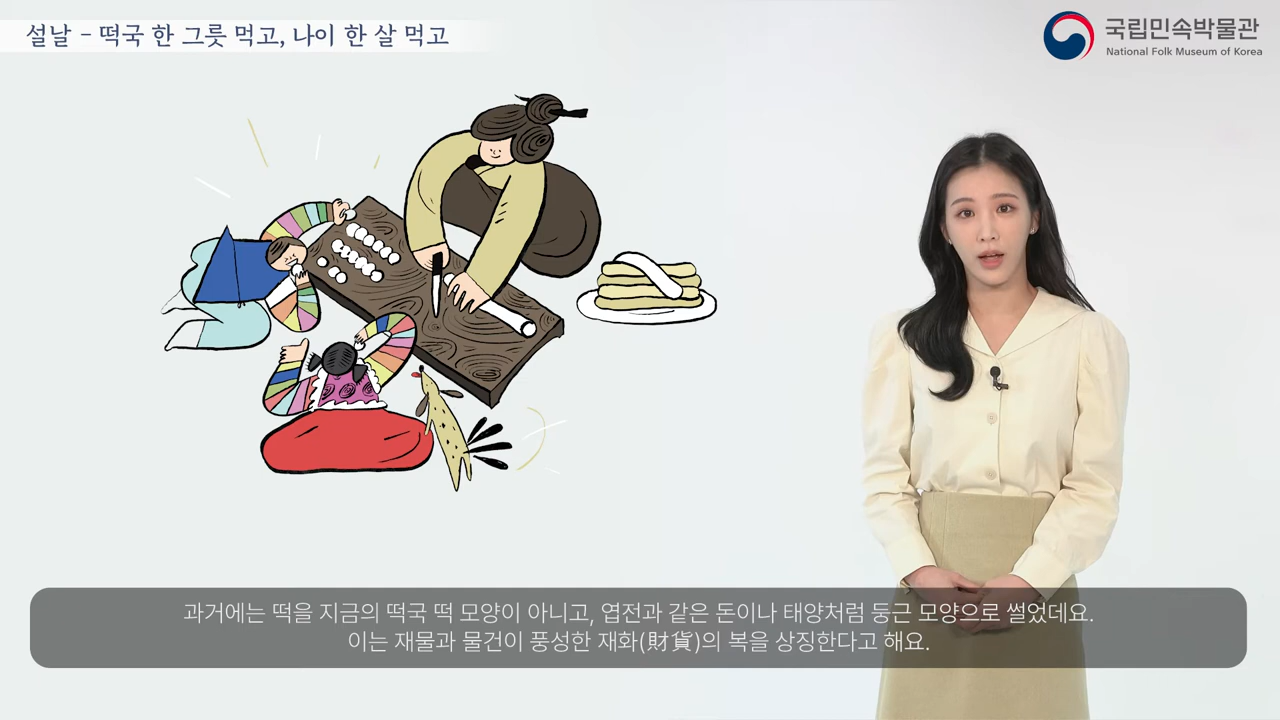 설날 - 떡국 한 그릇 먹고, 나이 한 살 먹고
국립민속박물관
National Folk Museum of Korea
과거에는 떡을 지금의 떡국 떡 모양이 아니고, 엽전과 같은 돈이나 태양처럼 둥근 모양으로 썰었데요.
이는 재물과 물건이 풍성한 재화(財貨)의 복을 상징한다고 해요.